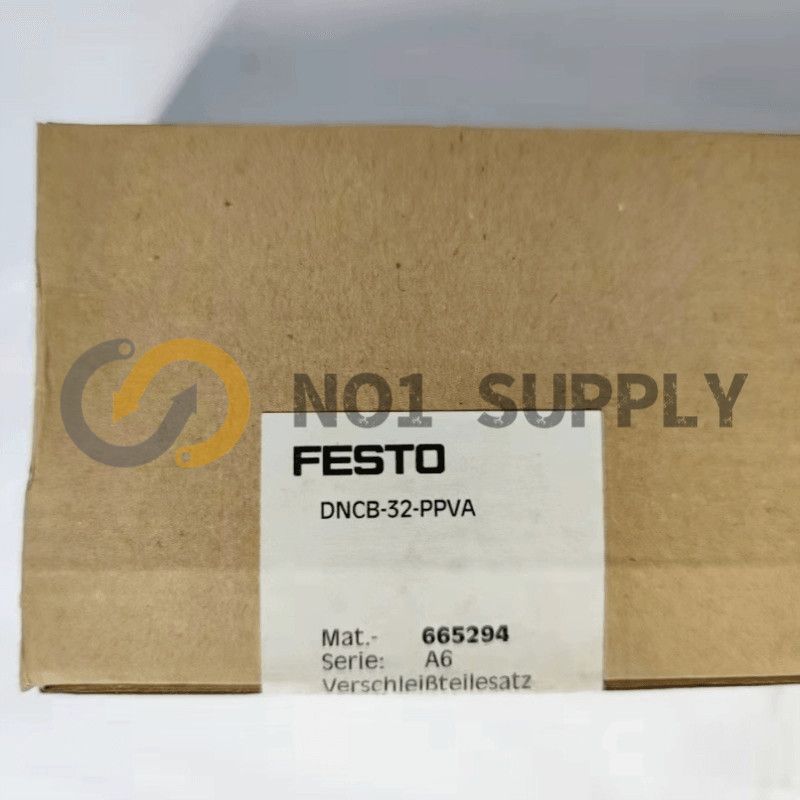 NO1 SUPPLY
FESTO
DNCB-32-PPVA
Mat.- 665294
Serie: A6
Verschleißteilesatz